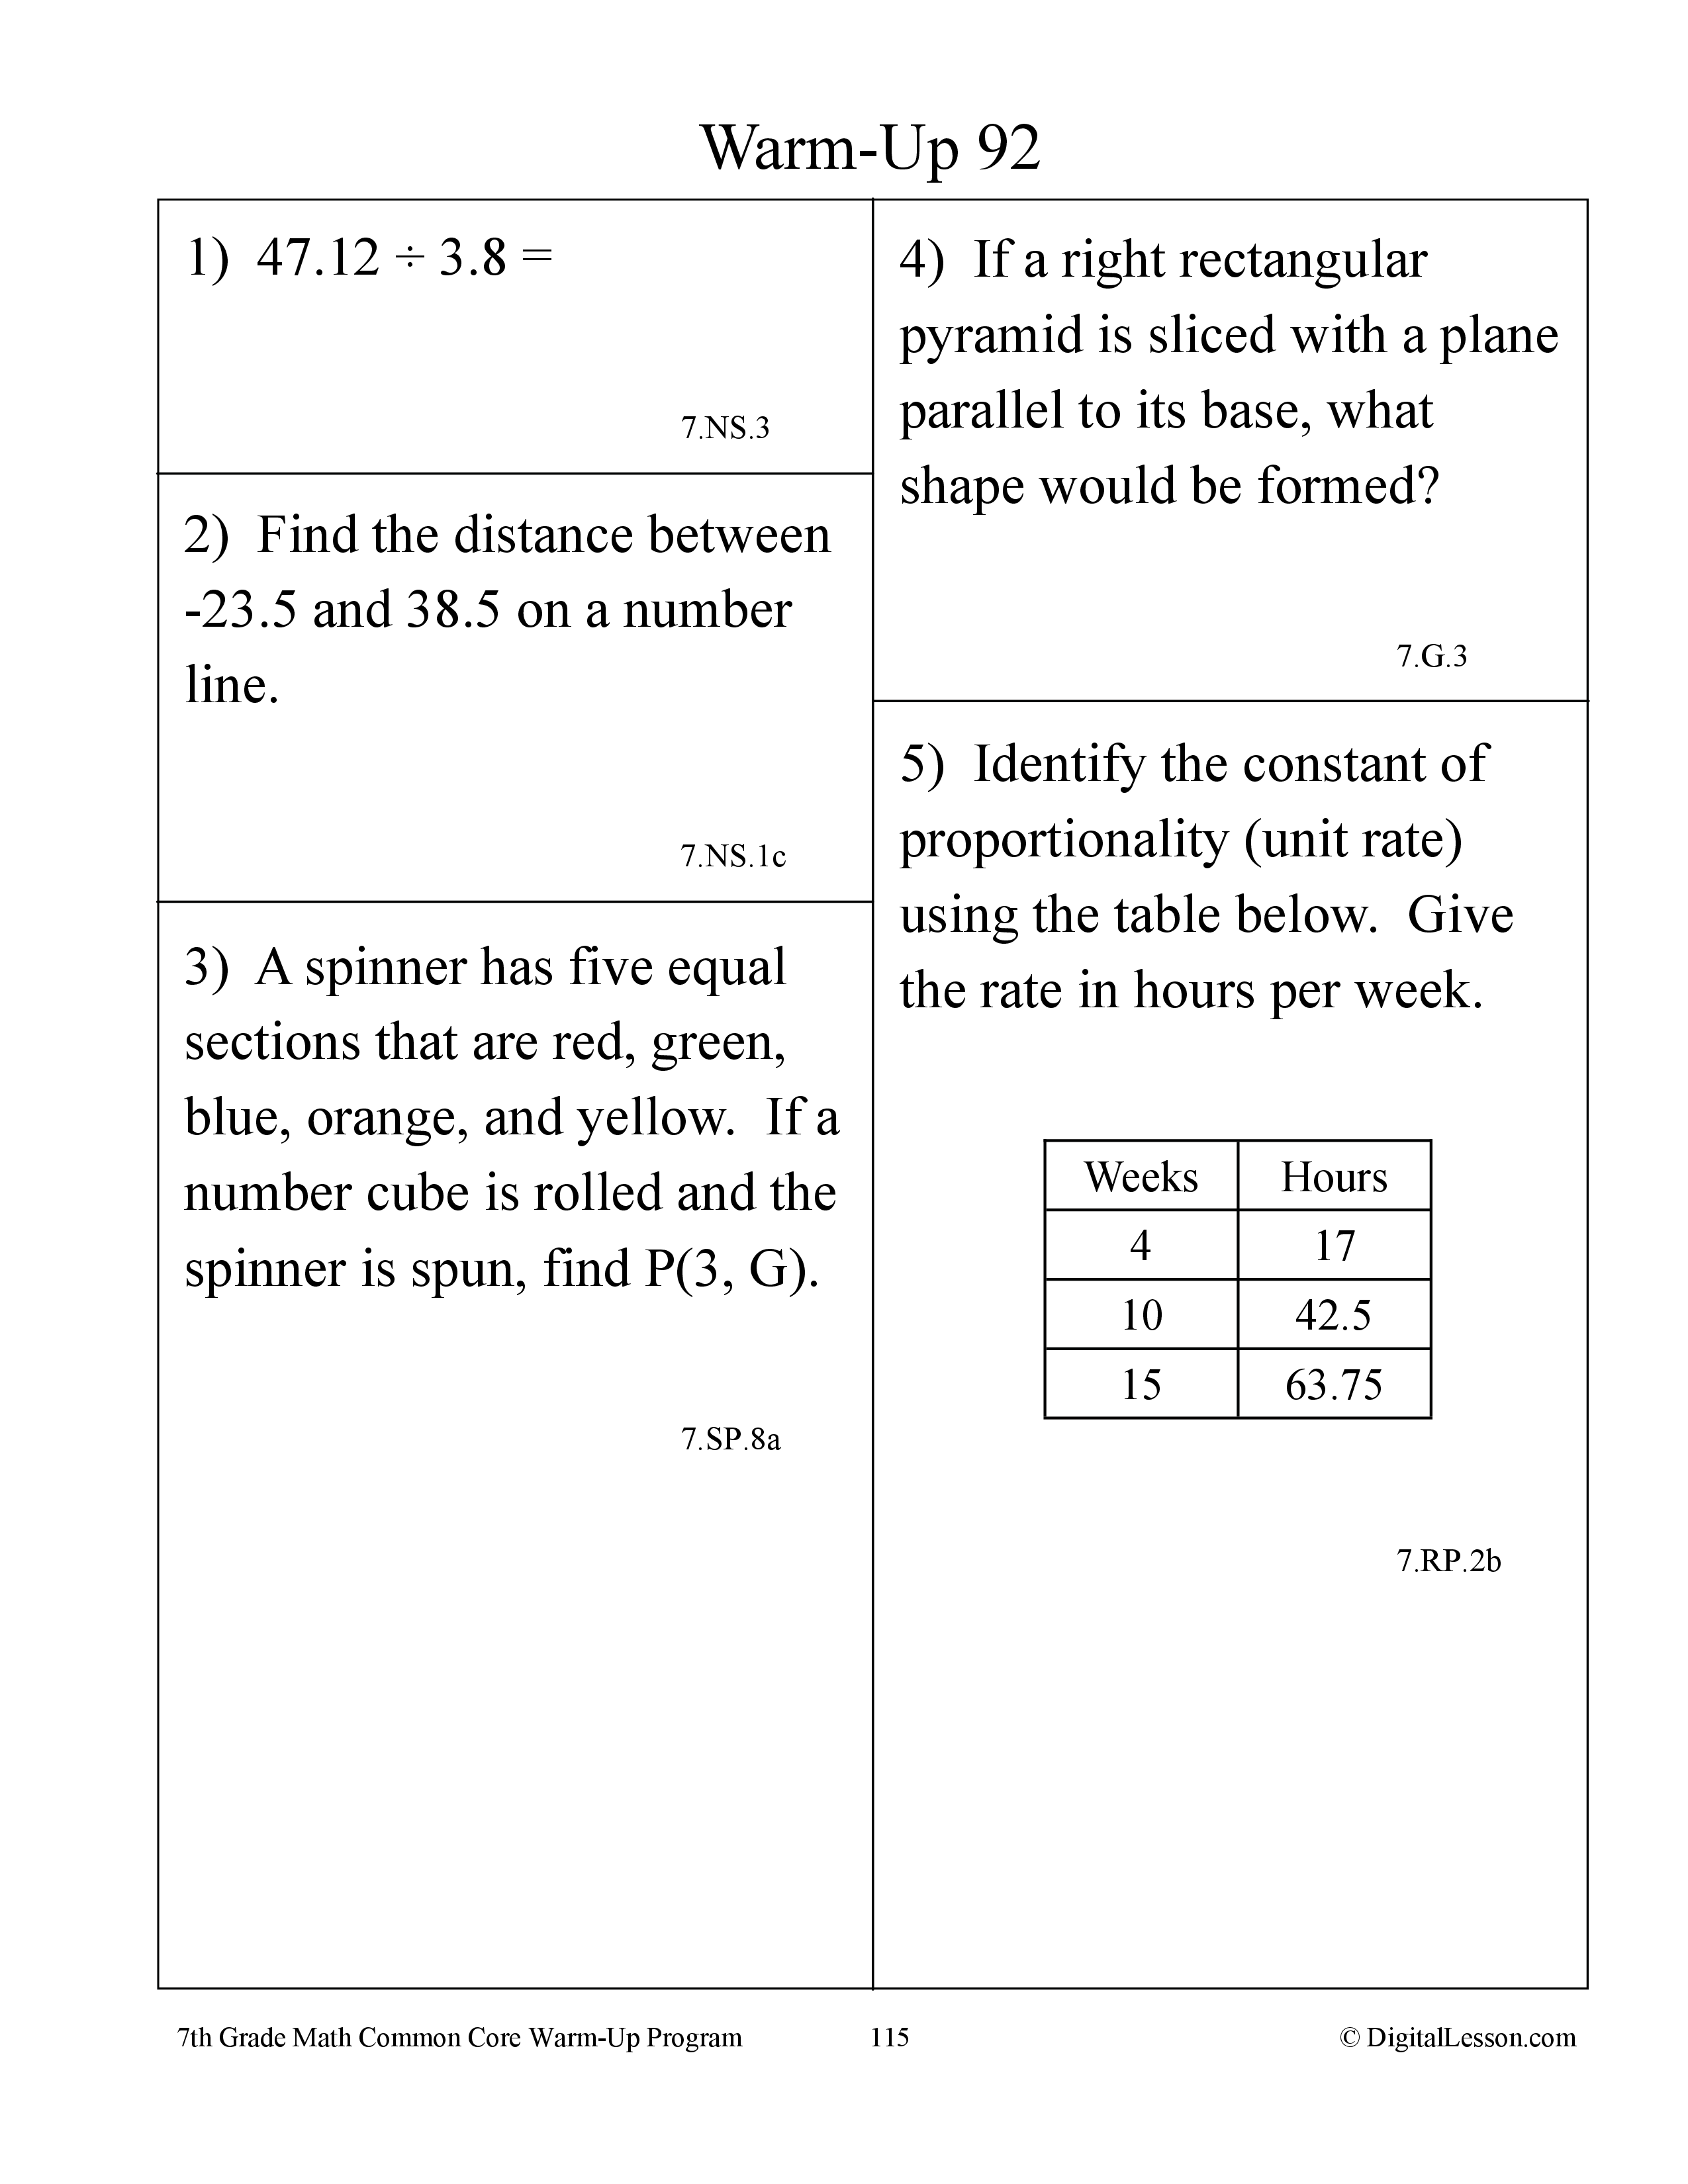 Warm-Up 92
1)  47.12 ÷ 3.8 =
7.NS.3
2)  Find the distance between
-23.5 and 38.5 on a number
line.
7.NS.1c
3)  A spinner has five equal
sections that are red, green,
blue, orange, and yellow.  If a
number cube is rolled and the
spinner is spun, find P(3, G).
7.SP.8a
4)  If a right rectangular
pyramid is sliced with a plane
parallel to its base, what
shape would be formed?
7.G.3
5)  Identify the constant of
proportionality (unit rate)
using the table below.  Give
the rate in hours per week.
Weeks Hours
4 17
10 42.5
15 63.75
7.RP.2b
7th Grade Math Common Core Warm-Up Program 115 © DigitalLesson.com